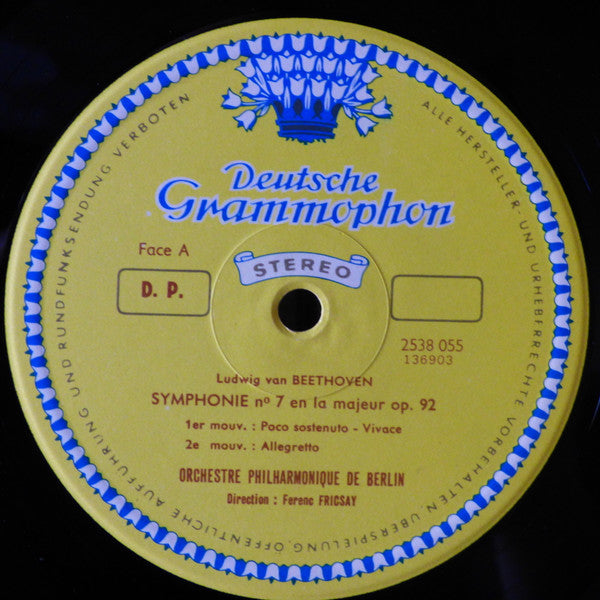 Deutsche
Grammophon
Face A
STEREO
D. P.
2538 055
136903
Ludwig van BEETHOVEN
SYMPHONIE nº 7 en la majeur op. 92
1er mouv. : Poco sostenuto - Vivace
2e mouv. : Allegretto
ORCHESTRE PHILHARMONIQUE DE BERLIN
Direction : Ferenc FRICSAY
ALLE HERSTELLER- UND URHEBERRECHTE VORBEHALTEN · ÜBERSPIELUNG, ÖFFENTLICHE AUFFÜHRUNG UND RUNDFUNKSENDUNG VERBOTEN